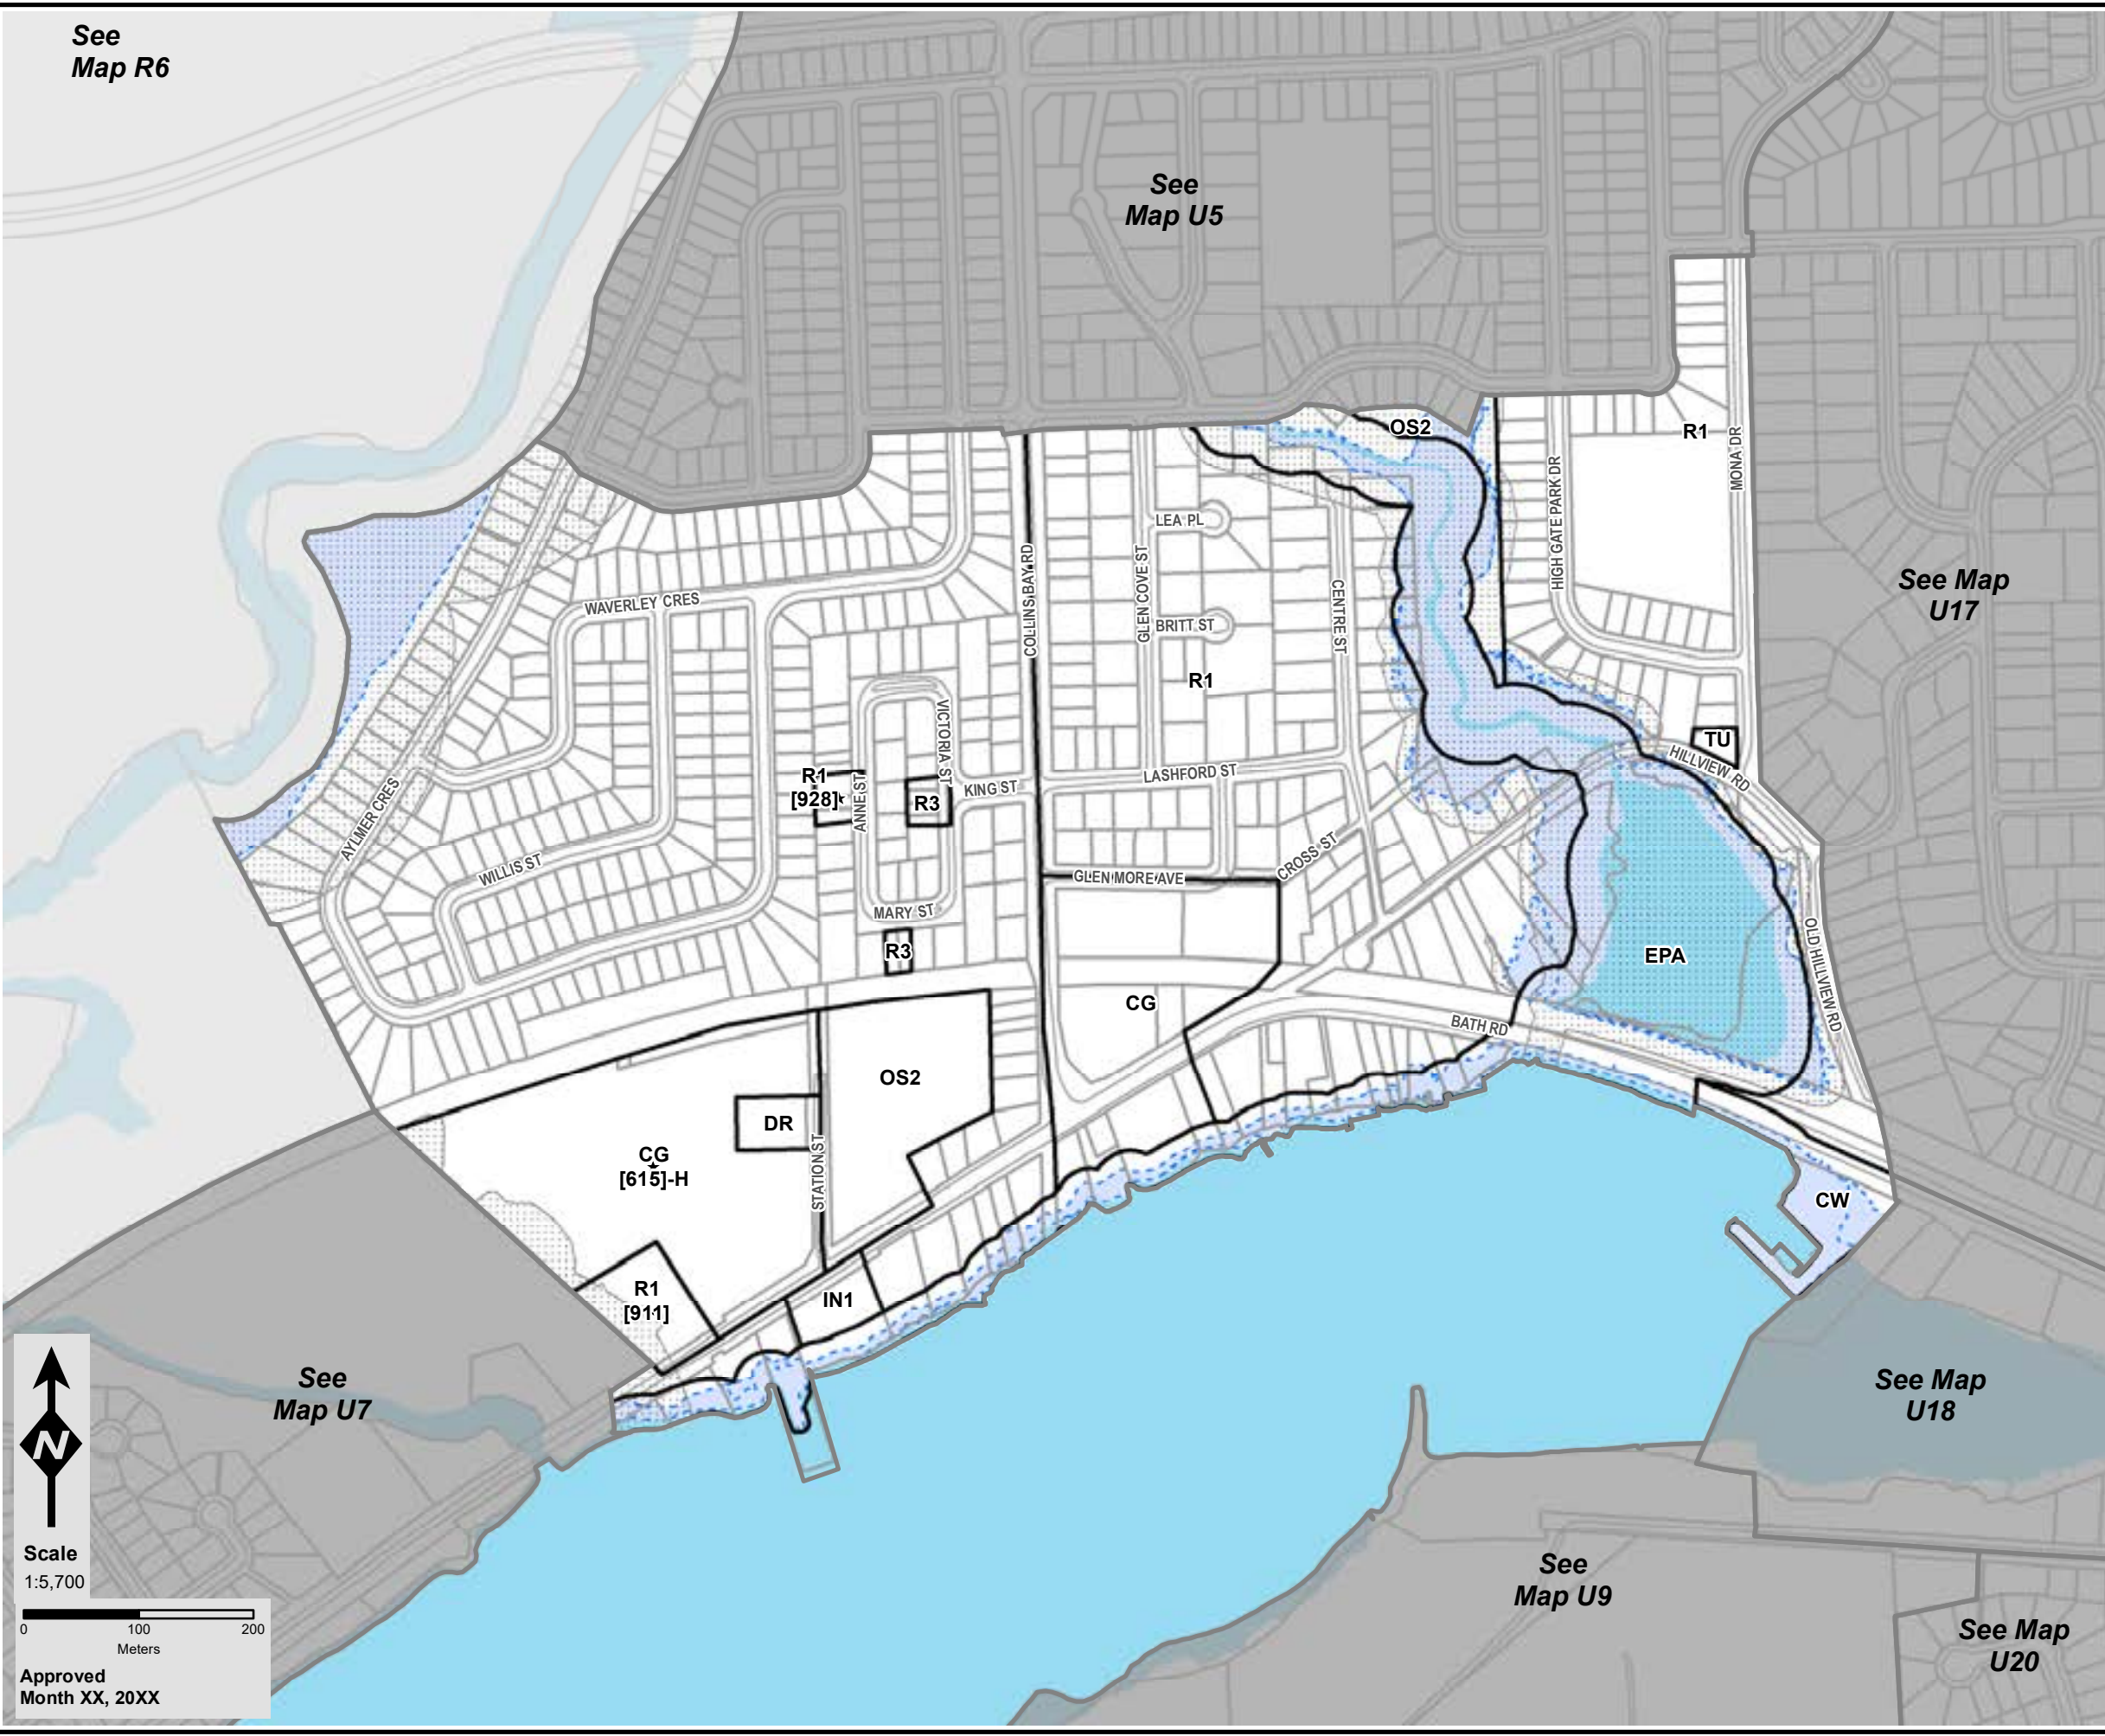 See
Map R6
See
Map U5
OS2
R1
MONA DR
HIGH GATE PARK DR
LEA PL
COLLINS BAY RD
GLEN COVE ST
CENTRE ST
See Map
U17
WAVERLEY CRES
BRITT ST
R1
VICTORIA ST
TU
HILLVIEW RD
R1
[928]
ANNE ST
R3
KING ST
LASHFORD ST
AYLMER CRES
WILLIS ST
CROSS ST
GLEN MORE AVE
MARY ST
R3
EPA
OLD HILLVIEW RD
CG
BATH RD
OS2
DR
STATION ST
CG
[615]-H
CW
R1
[911]
IN1
See
Map U7
See Map
U18
N
Scale
1:5,700
0 100 200
Meters
Approved
Month XX, 20XX
See
Map U9
See Map
U20